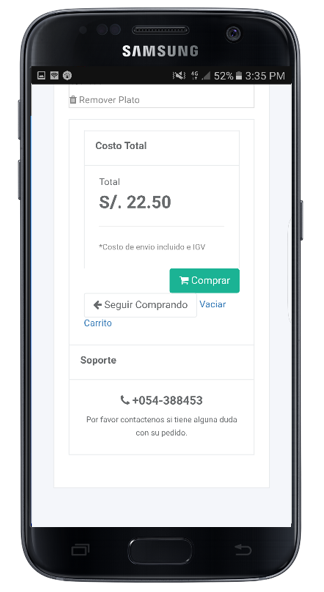 SAMSUNG
4G 52% 3:35 PM
Remover Plato
Costo Total
Total
S/. 22.50
*Costo de envio incluido e IGV
Comprar
Seguir Comprando Vaciar
Carrito
Soporte
+054-388453
Por favor contactenos si tiene alguna duda
con su pedido.